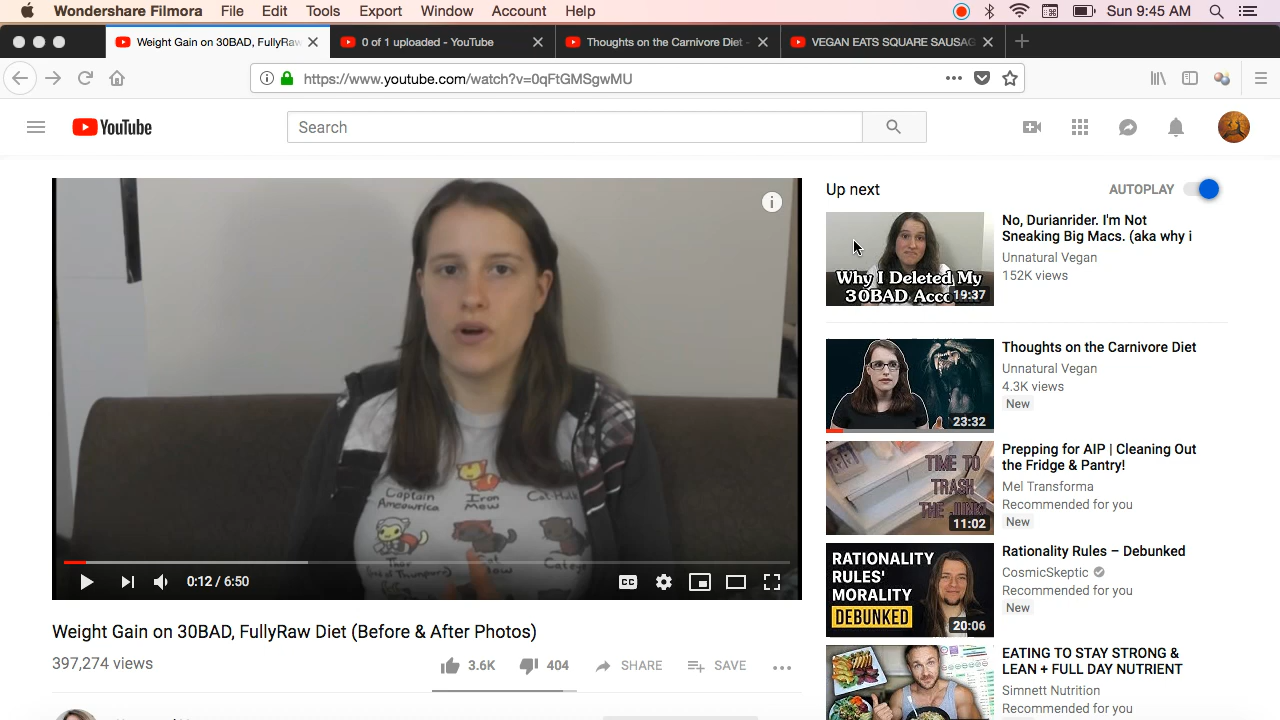 Wondershare Filmora File Edit Tools Export Window Account Help Sun 9:45 AM
Weight Gain on 30BAD, FullyRaw 0 of 1 uploaded - YouTube Thoughts on the Carnivore Diet - VEGAN EATS SQUARE SAUSAG
https://www.youtube.com/watch?v=0qFtGMSgwMU
YouTube
Search
Up next
AUTOPLAY
Why I Deleted My
30BAD Acc
19:37
No, Durianrider. I'm Not
Sneaking Big Macs. (aka why i
Unnatural Vegan
152K views
23:32
Thoughts on the Carnivore Diet
Unnatural Vegan
4.3K views
New
TIME TO
TRASH
THE JUNK
11:02
Prepping for AIP | Cleaning Out
the Fridge & Pantry!
Mel Transforma
Recommended for you
New
RATIONALITY
RULES'
MORALITY
DEBUNKED
20:06
Rationality Rules – Debunked
CosmicSkeptic
Recommended for you
New
EATING TO STAY STRONG &
LEAN + FULL DAY NUTRIENT
Simnett Nutrition
Recommended for you
Captain
Ameowrica
Iron
Mew
Cat-Hulk
Thor
0:12 / 6:50
CC
Weight Gain on 30BAD, FullyRaw Diet (Before & After Photos)
397,274 views
3.6K 404 SHARE SAVE